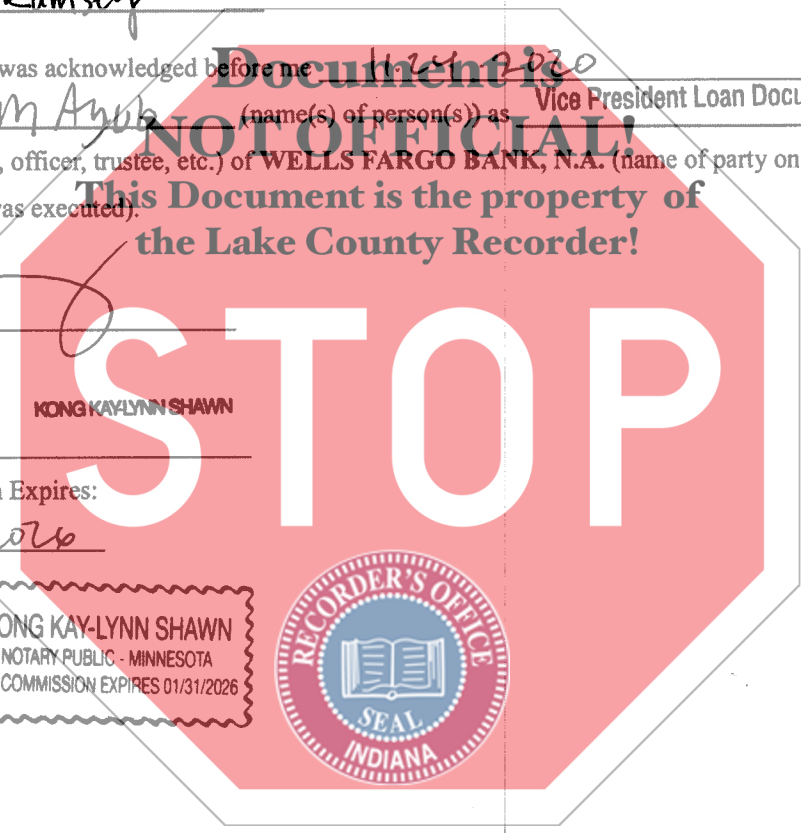 Ramsey
was acknowledged before me 11-24-2020
(name(s) of person(s)) as Vice President Loan Docu
, officer, trustee, etc.) of WELLS FARGO BANK, N.A. (name of party on
was executed).
Document is
NOT OFFICIAL!
This Document is the property of
the Lake County Recorder!
STOP
KONG KAY-LYNN SHAWN
Expires:
ONG KAY-LYNN SHAWN
NOTARY PUBLIC - MINNESOTA
COMMISSION EXPIRES 01/31/2026
RECORDER'S OFFICE
SEAL
INDIANA